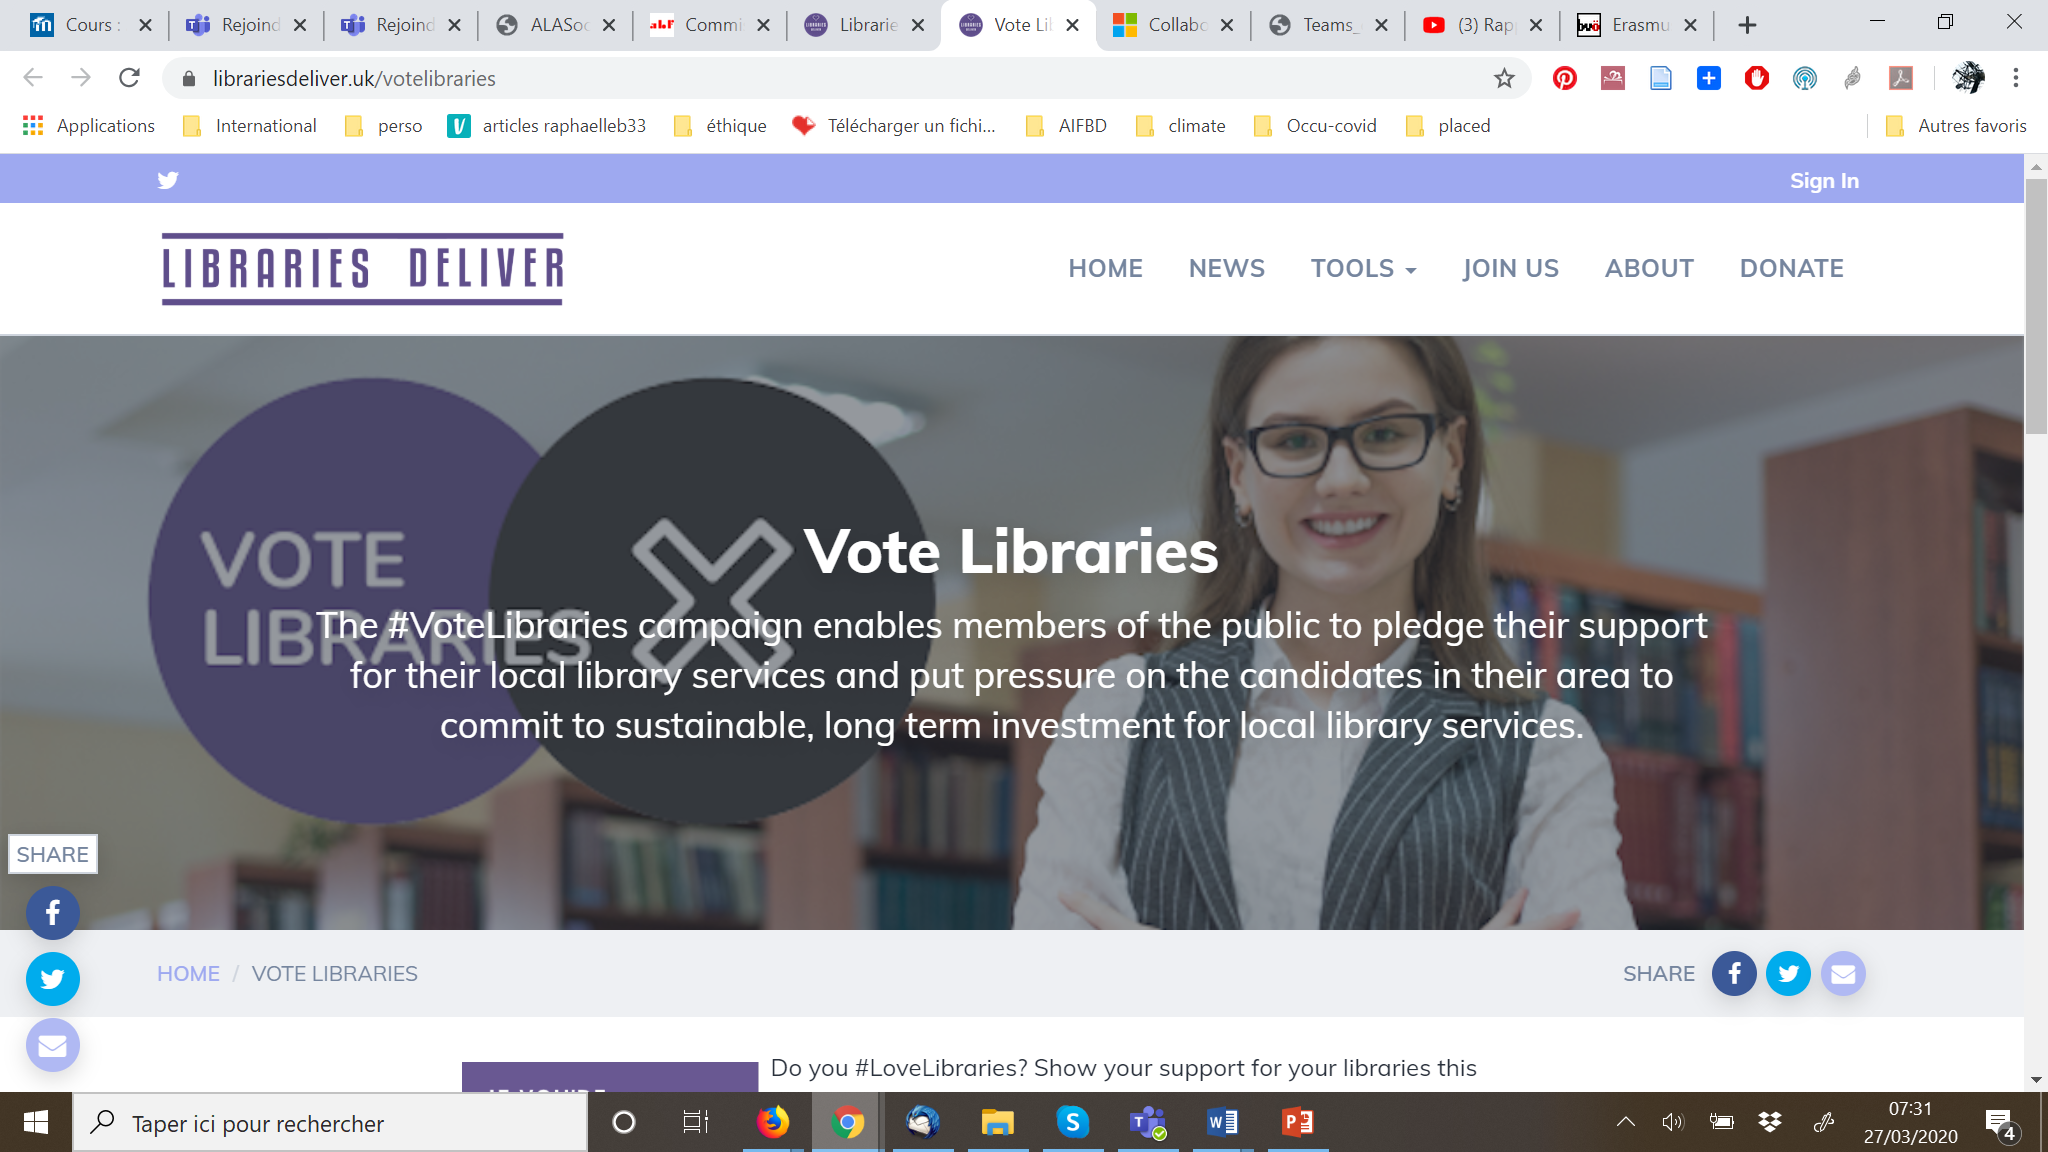 Cours :
Rejoind
Rejoind
ALASoc
Commi
Librarie
Vote Lib
Collabo
Teams_
(3) Rap
Erasmu
librariesdeliver.uk/votelibraries
Applications
International
perso
articles raphaelleb33
éthique
Télécharger un fichi...
AIFBD
climate
Occu-covid
placed
Autres favoris
Sign In
LIBRARIES DELIVER
HOME
NEWS
TOOLS
JOIN US
ABOUT
DONATE
VOTE
LIBRARIES
Vote Libraries
The #VoteLibraries campaign enables members of the public to pledge their support
for their local library services and put pressure on the candidates in their area to
commit to sustainable, long term investment for local library services.
SHARE
HOME / VOTE LIBRARIES
SHARE
Do you #LoveLibraries? Show your support for your libraries this
Taper ici pour rechercher
07:31
27/03/2020
4